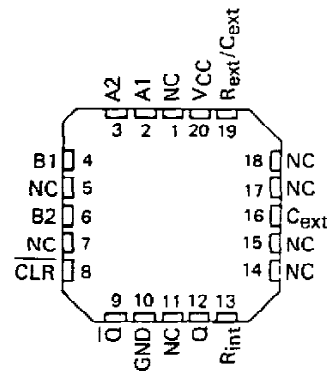 A2 A1 NC VCC Rext/Cext
3 2 1 20 19
B1 4
NC 5
B2 6
NC 7
CLR 8
18 NC
17 NC
16 Cext
15 NC
14 NC
9 10 11 12 13
Q GND NC Q Rint